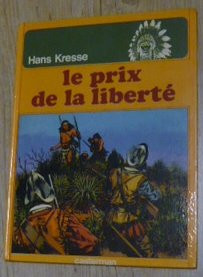 Hans Kresse
le prix
de la liberté
casterman